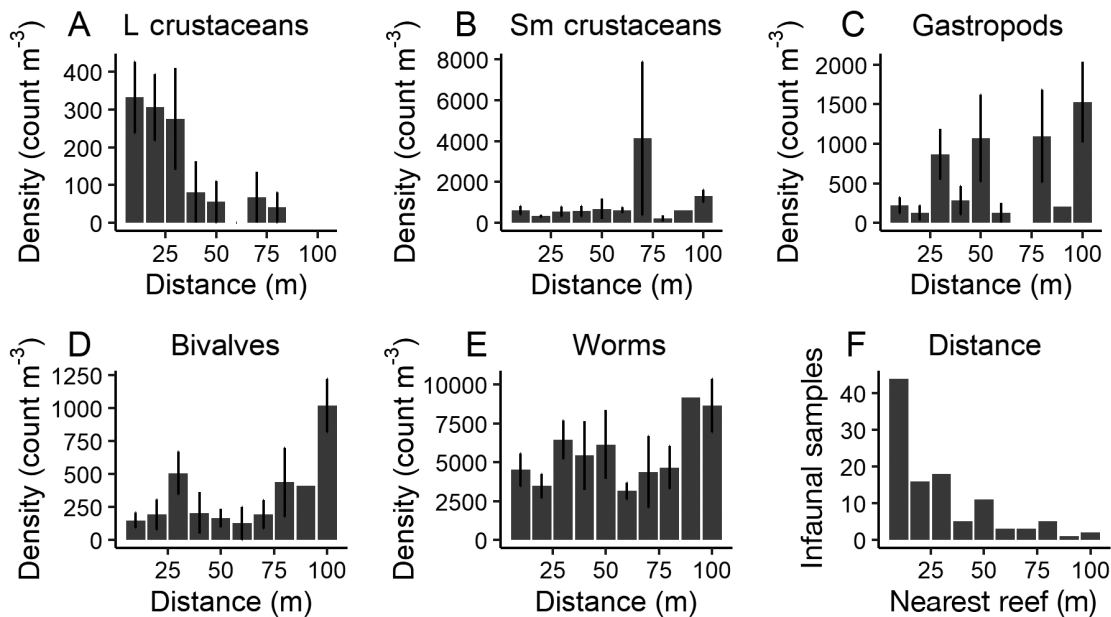 A L crustaceans
Density (count m⁻³)
400
300
200
100
0
25 50 75 100
Distance (m)
B Sm crustaceans
Density (count m⁻³)
8000
6000
4000
2000
0
25 50 75 100
Distance (m)
C Gastropods
Density (count m⁻³)
2000
1500
1000
500
0
25 50 75 100
Distance (m)
D Bivalves
Density (count m⁻³)
1250
1000
750
500
250
0
25 50 75 100
Distance (m)
E Worms
Density (count m⁻³)
10000
7500
5000
2500
0
25 50 75 100
Distance (m)
F Distance
Infaunal samples
40
30
20
10
0
25 50 75 100
Nearest reef (m)